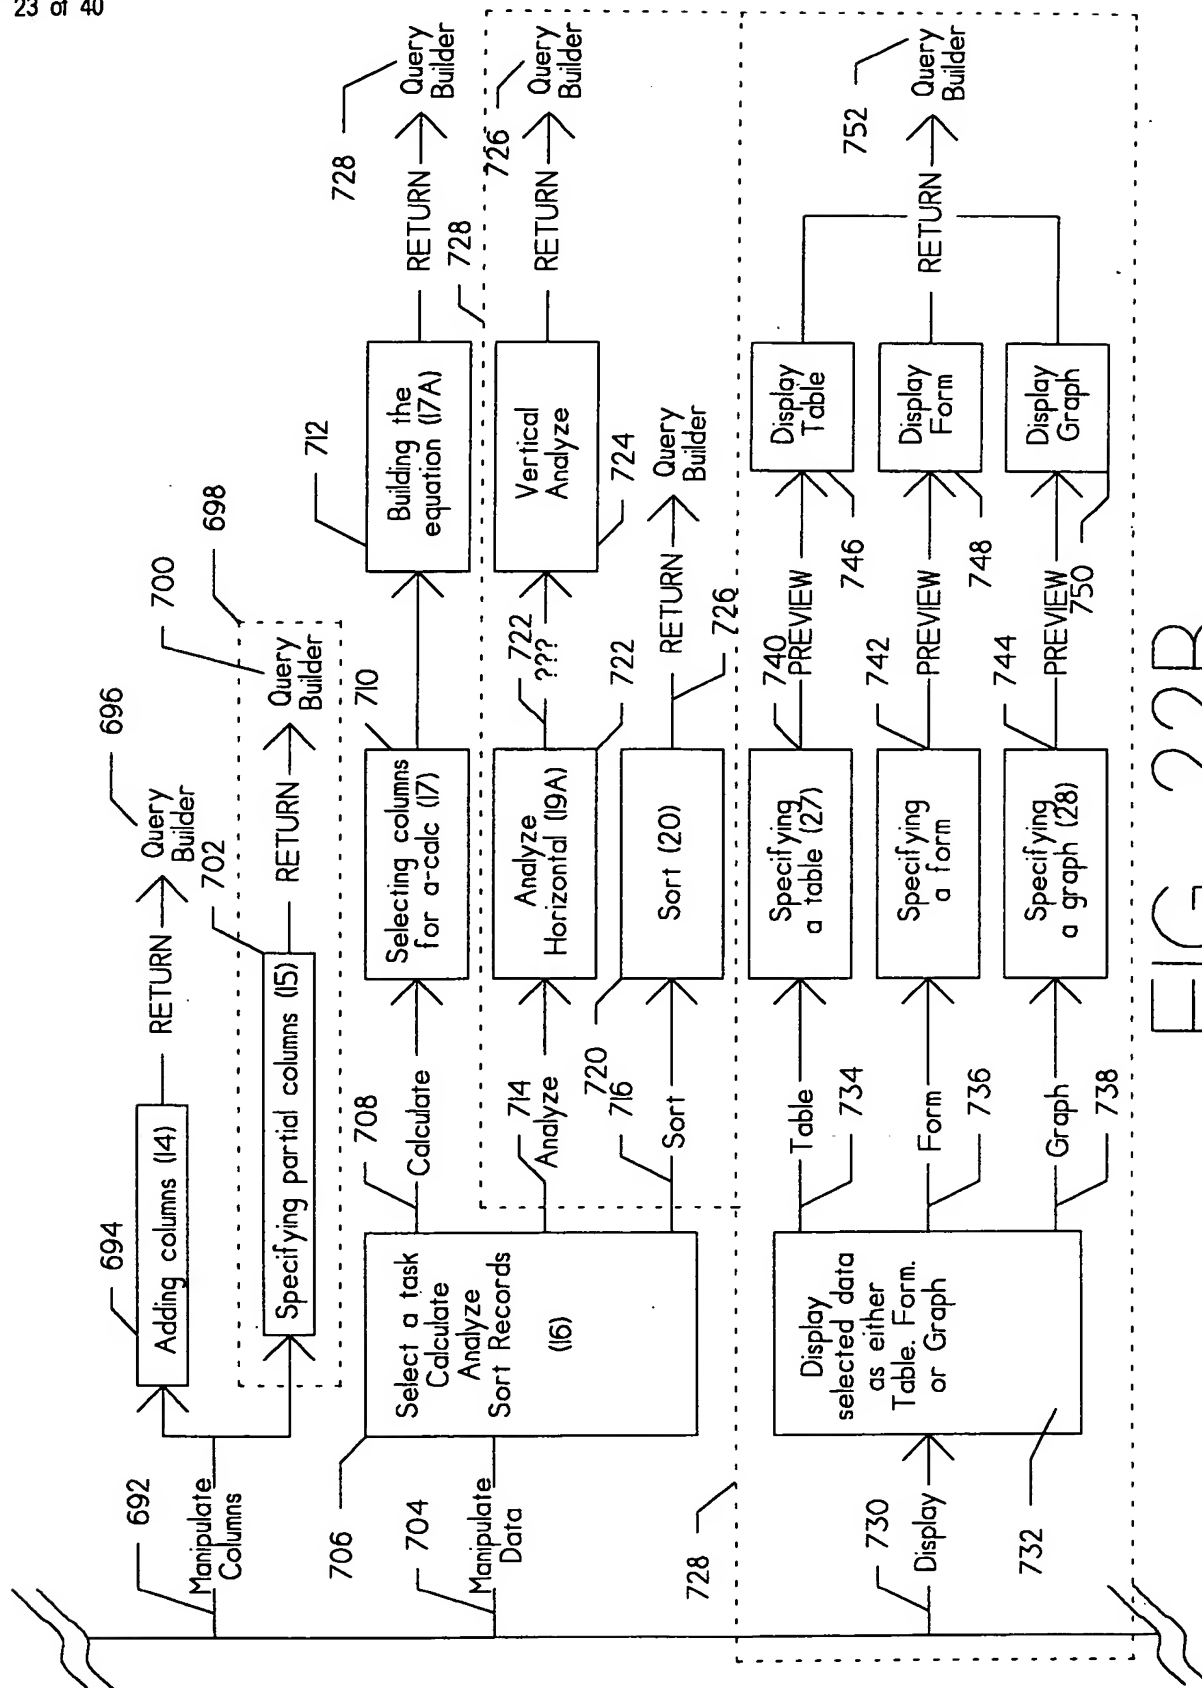 23 of 40
692
Manipulate
Columns
694
Adding columns (14)
RETURN
696
Query
Builder
702
Specifying partial columns (15)
RETURN
700
698
Query
Builder
704
Manipulate
Data
706
Select a task
Calculate
Analyze
Sort Records
(16)
708
Calculate
710
Selecting columns
for a-calc (17)
712
Building the
equation (17A)
RETURN
728
Query
Builder
728
714
Analyze
Analyze
Horizontal (19A)
722
722
???
Vertical
Analyze
724
RETURN
726
Query
Builder
716
Sort
720
Sort (20)
726
RETURN
Query
Builder
728
730
Display
732
Display
selected data
as either
Table. Form.
or Graph
734
Table
Specifying
a table (27)
740
PREVIEW
746
Display
Table
736
Form
Specifying
a form
742
PREVIEW
748
Display
Form
738
Graph
Specifying
a graph (28)
744
PREVIEW
750
Display
Graph
RETURN
752
Query
Builder
FIG. 22B